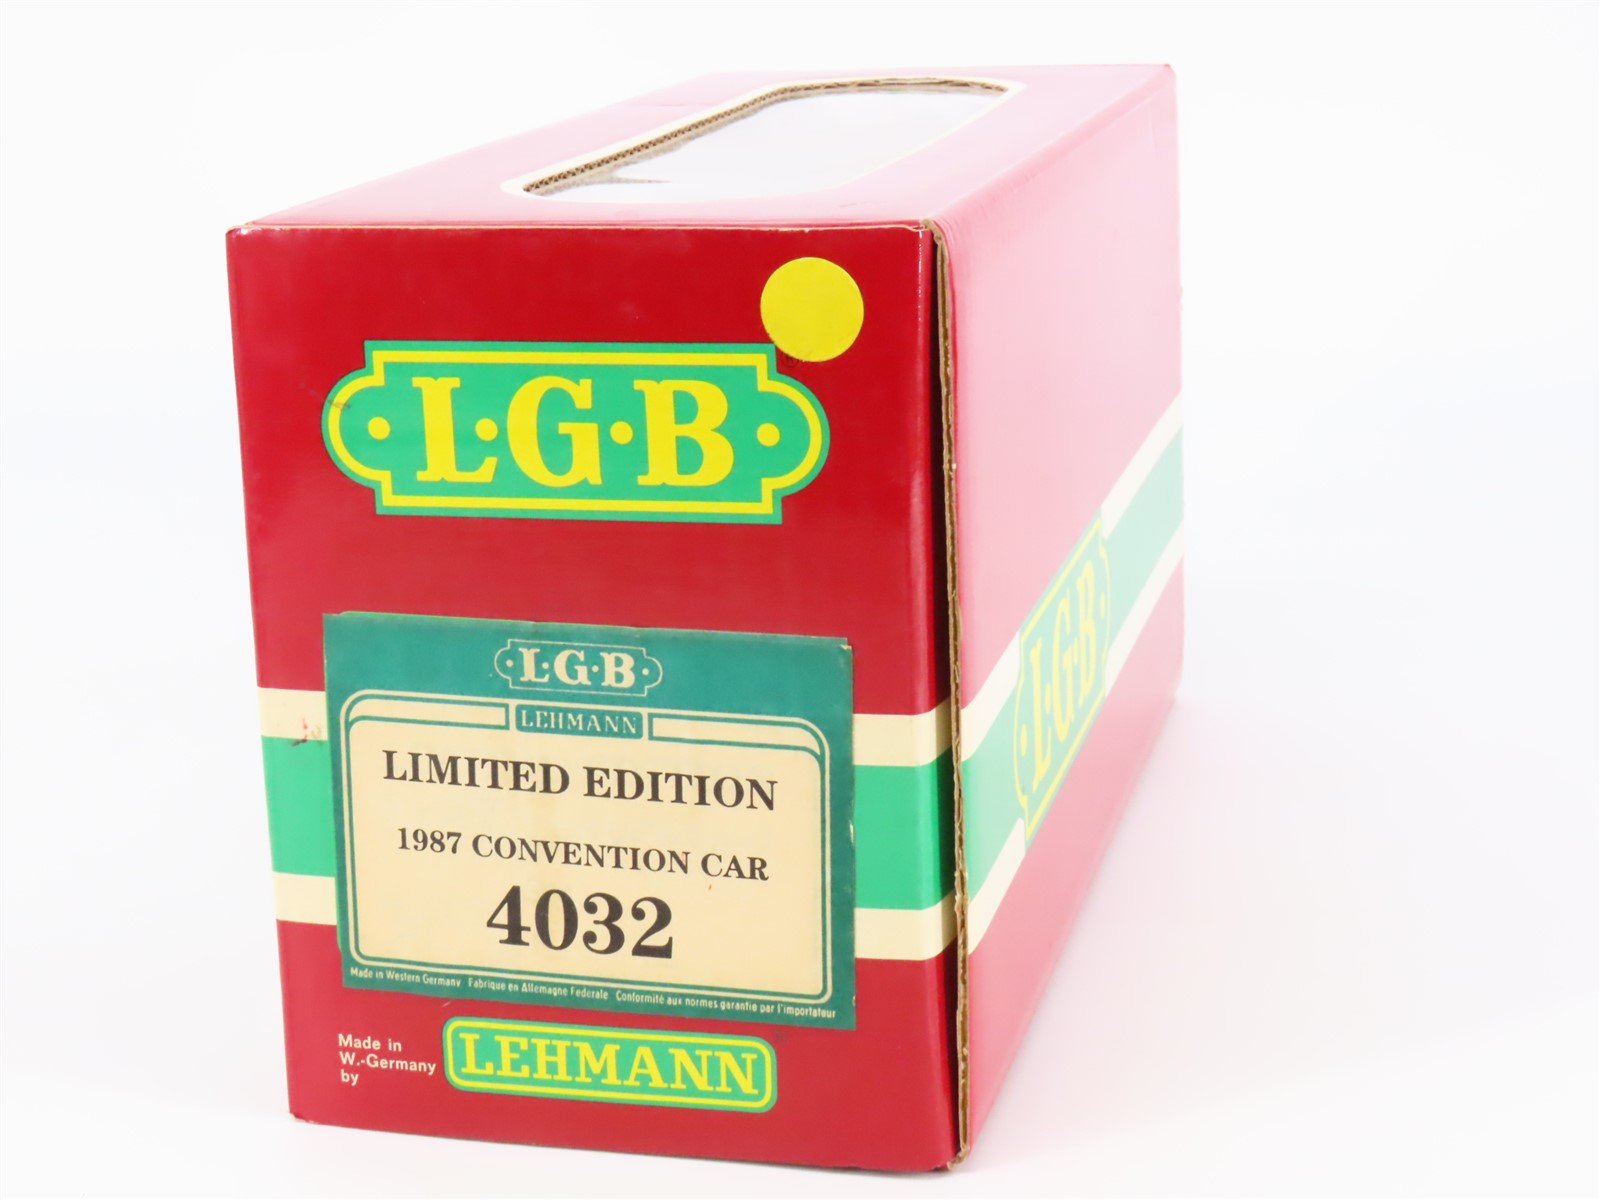 L·G·B
L·G·B
LEHMANN
LIMITED EDITION
1987 CONVENTION CAR
4032
Made in Western Germany Fabrique en Allemagne Federale Conformité aux normes garantie par l'importateur
Made in
W.-Germany
by
LEHMANN
L·G·B